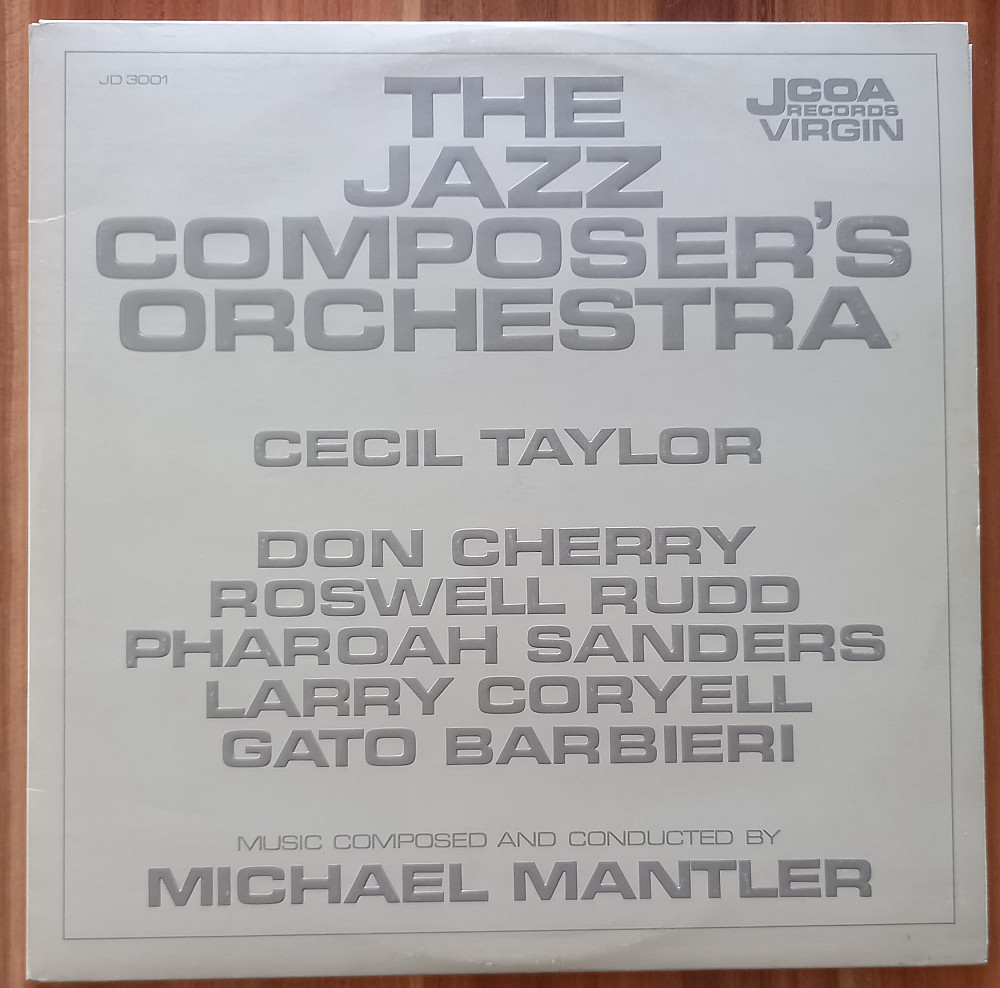 JD 3001
JCOA
RECORDS
VIRGIN
THE
JAZZ
COMPOSER'S
ORCHESTRA
CECIL TAYLOR
DON CHERRY
ROSWELL RUDD
PHAROAH SANDERS
LARRY CORYELL
GATO BARBIERI
MUSIC COMPOSED AND CONDUCTED BY
MICHAEL MANTLER